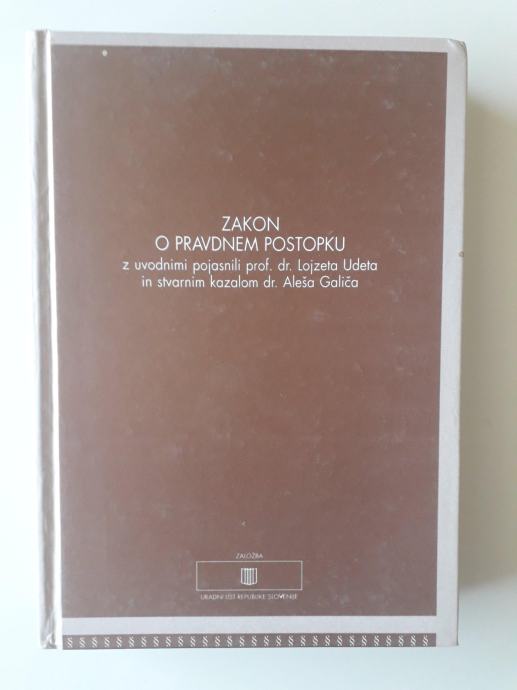 ZAKON
O PRAVDNEM POSTOPKU
z uvodnimi pojasnili prof. dr. Lojzeta Udeta
in stvarnim kazalom dr. Aleša Galiča
ZALOŽBA
URADNI LIST REPUBLIKE SLOVENIJE
§ § § § § § § § § § § § § § § § § § § § § § § § § § § § § §